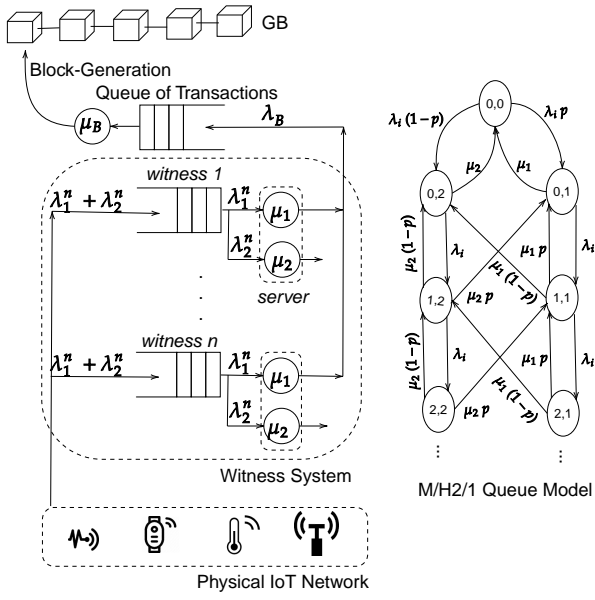 GB
Block-Generation
Queue of Transactions
μ_B
λ_B
witness 1
λ₁ⁿ + λ₂ⁿ
λ₁ⁿ
μ₁
λ₂ⁿ
μ₂
server
witness n
λ₁ⁿ + λ₂ⁿ
λ₁ⁿ
μ₁
λ₂ⁿ
μ₂
Witness System
Physical IoT Network
0,0
λᵢ (1−p)
λᵢ p
μ₂
μ₁
0,2
0,1
μ₂ (1−p)
λᵢ
μ₁ (1−p)
μ₁ p
λᵢ
μ₂ p
1,2
1,1
μ₂ (1−p)
λᵢ
μ₁ (1−p)
μ₁ p
λᵢ
μ₂ p
2,2
2,1
M/H2/1 Queue Model